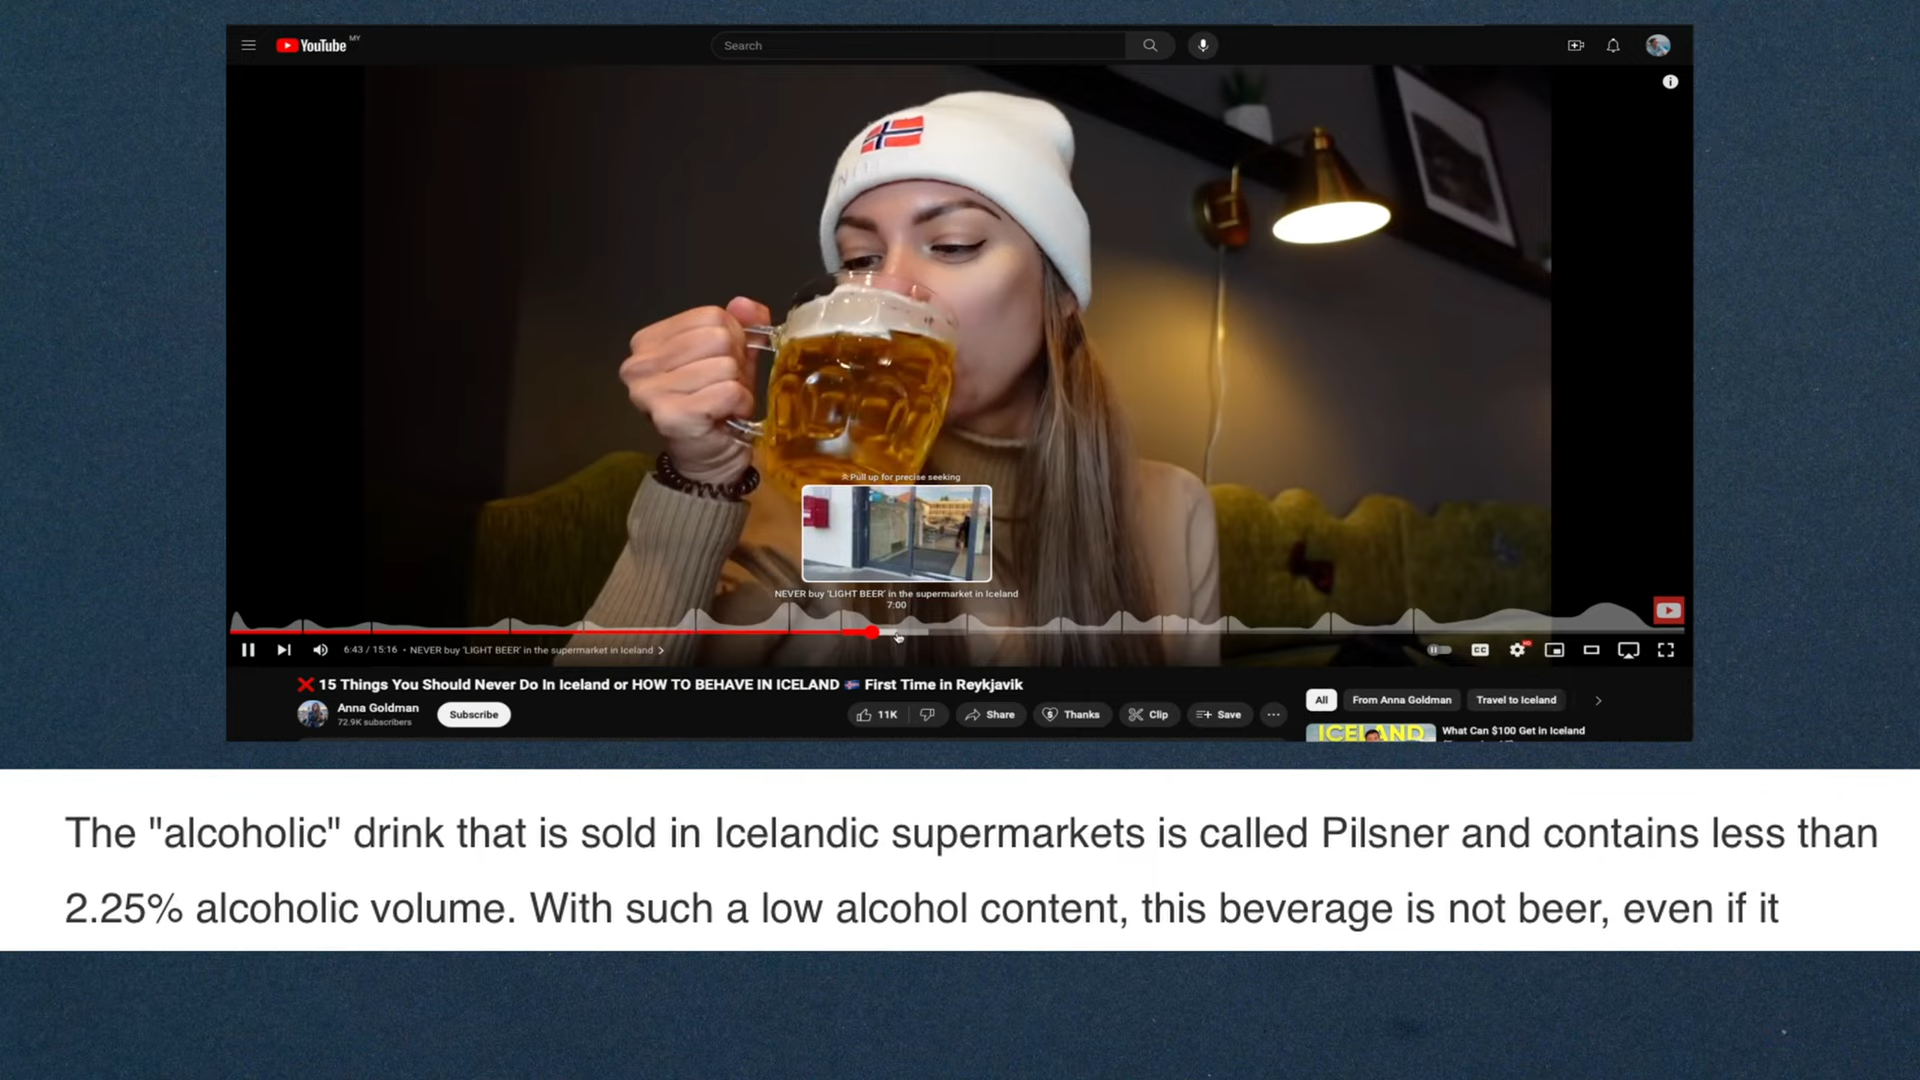 YouTube MY
Search
Pull up for precise seeking
NEVER buy 'LIGHT BEER' in the supermarket in Iceland
7:00
6:43 / 15:16 • NEVER buy 'LIGHT BEER' in the supermarket in Iceland
CC
HD
15 Things You Should Never Do In Iceland or HOW TO BEHAVE IN ICELAND First Time in Reykjavik
Anna Goldman
72.9K subscribers
Subscribe
11K
Share
Thanks
Clip
Save
All
From Anna Goldman
Travel to Iceland
ICELAND
What Can $100 Get in Iceland
The "alcoholic" drink that is sold in Icelandic supermarkets is called Pilsner and contains less than
2.25% alcoholic volume. With such a low alcohol content, this beverage is not beer, even if it